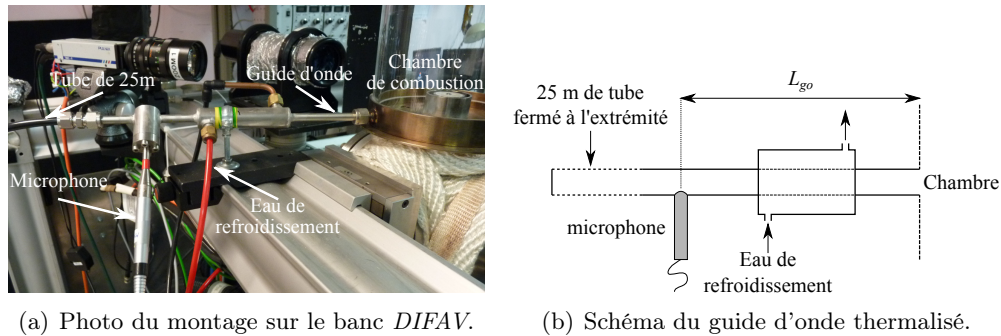 Tube de 25m
Guide d'onde
Chambre
de combustion
Microphone
Eau de
refroidissement
(a) Photo du montage sur le banc DIFAV.
L_go
25 m de tube
fermé à l'extrémité
Chambre
microphone
Eau de
refroidissement
(b) Schéma du guide d'onde thermalisé.